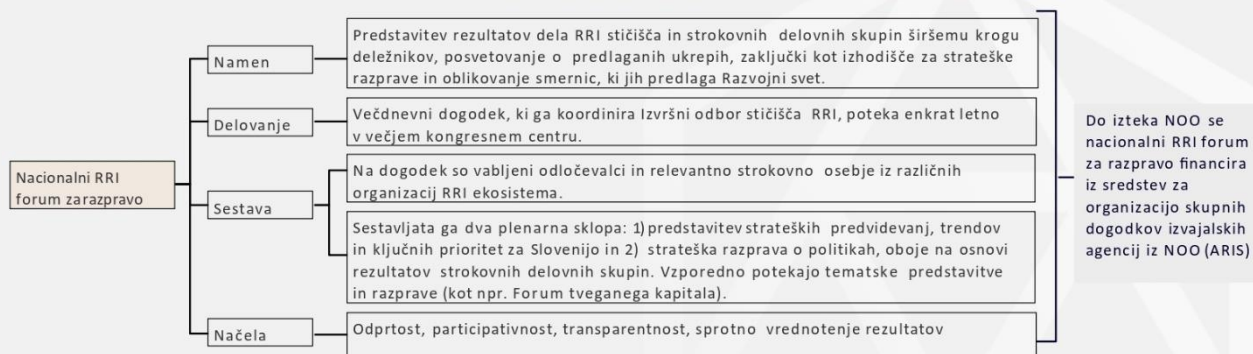 Nacionalni RRI
forum zarazpravo
Namen
Predstavitev rezultatov dela RRI stičišča in strokovnih delovnih skupin širšemu krogu
deležnikov, posvetovanje o predlaganih ukrepih, zaključki kot izhodišče za strateške
razprave in oblikovanje smernic, ki jih predlaga Razvojni svet.
Delovanje
Večdnevni dogodek, ki ga koordinira Izvršni odbor stičišča RRI, poteka enkrat letno
v večjem kongresnem centru.
Sestava
Na dogodek so vabljeni odločevalci in relevantno strokovno osebje iz različnih
organizacij RRI ekosistema.
Sestavljata ga dva plenarna sklopa: 1) predstavitev strateških predvidevanj, trendov
in ključnih prioritet za Slovenijo in 2) strateška razprava o politikah, oboje na osnovi
rezultatov strokovnih delovnih skupin. Vzporedno potekajo tematske predstavitve
in razprave (kot npr. Forum tveganega kapitala).
Načela
Odprtost, participativnost, transparentnost, sprotno vrednotenje rezultatov
Do izteka NOO se
nacionalni RRI forum
za razpravo financira
iz sredstev za
organizacijo skupnih
dogodkov izvajalskih
agencij iz NOO (ARIS)